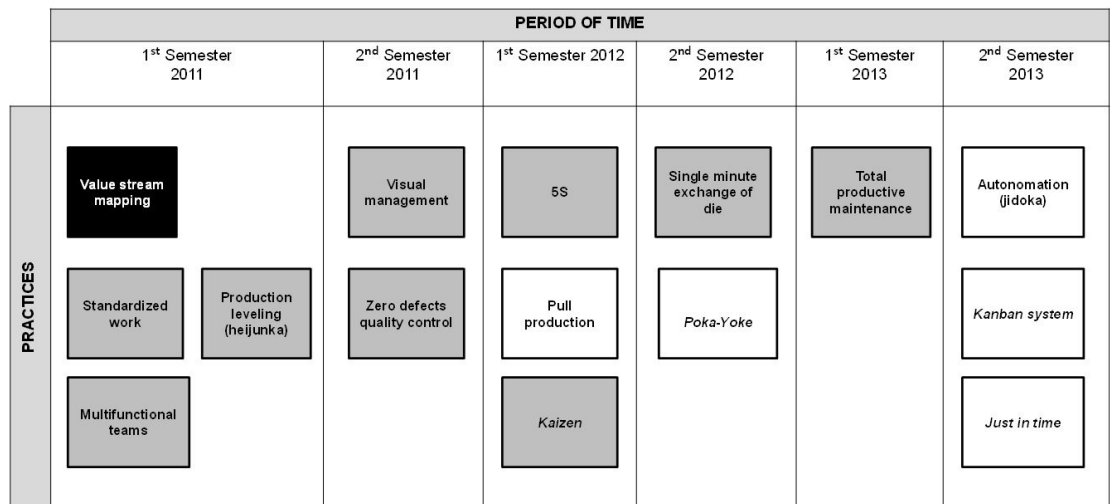 PERIOD OF TIME
1st Semester
2011
2nd Semester
2011
1st Semester 2012
2nd Semester
2012
1st Semester
2013
2nd Semester
2013
PRACTICES
Value stream
mapping
Visual
management
5S
Single minute
exchange of
die
Total
productive
maintenance
Autonomation
(jidoka)
Standardized
work
Production
leveling
(heijunka)
Zero defects
quality control
Pull
production
Poka-Yoke
Kanban system
Multifunctional
teams
Kaizen
Just in time